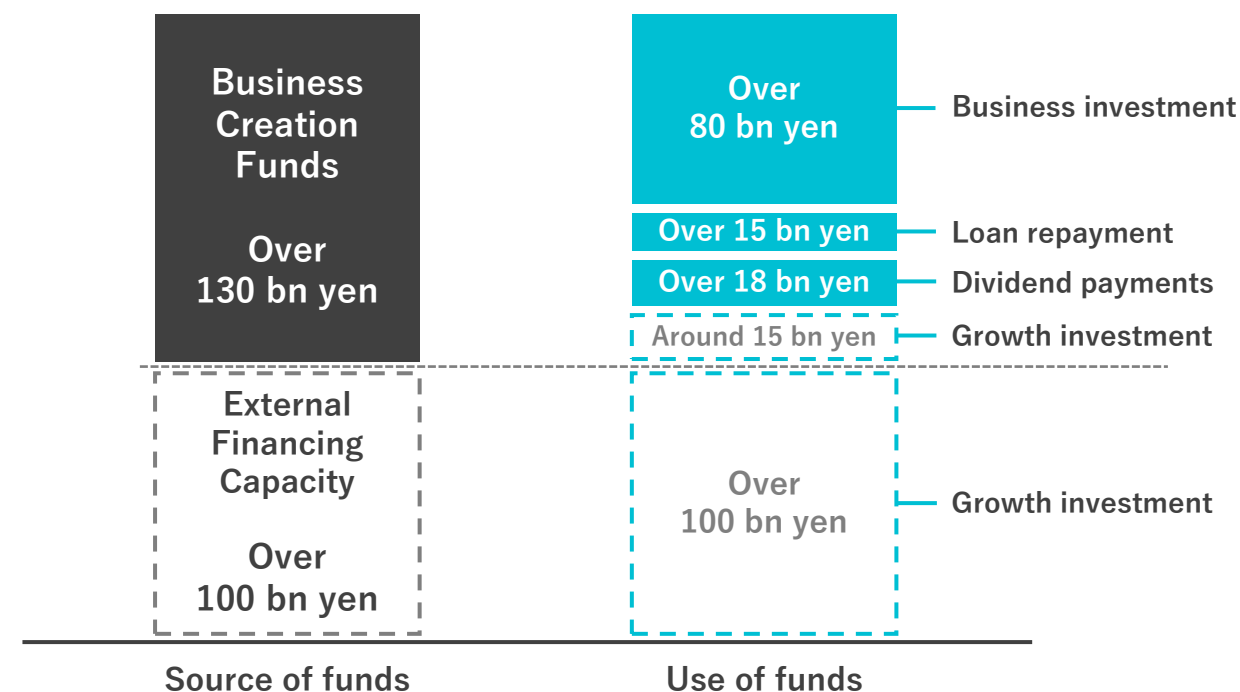 Business
Creation
Funds
Over
130 bn yen
External
Financing
Capacity
Over
100 bn yen
Source of funds
Over
80 bn yen
Business investment
Over 15 bn yen
Loan repayment
Over 18 bn yen
Dividend payments
Around 15 bn yen
Growth investment
Over
100 bn yen
Growth investment
Use of funds